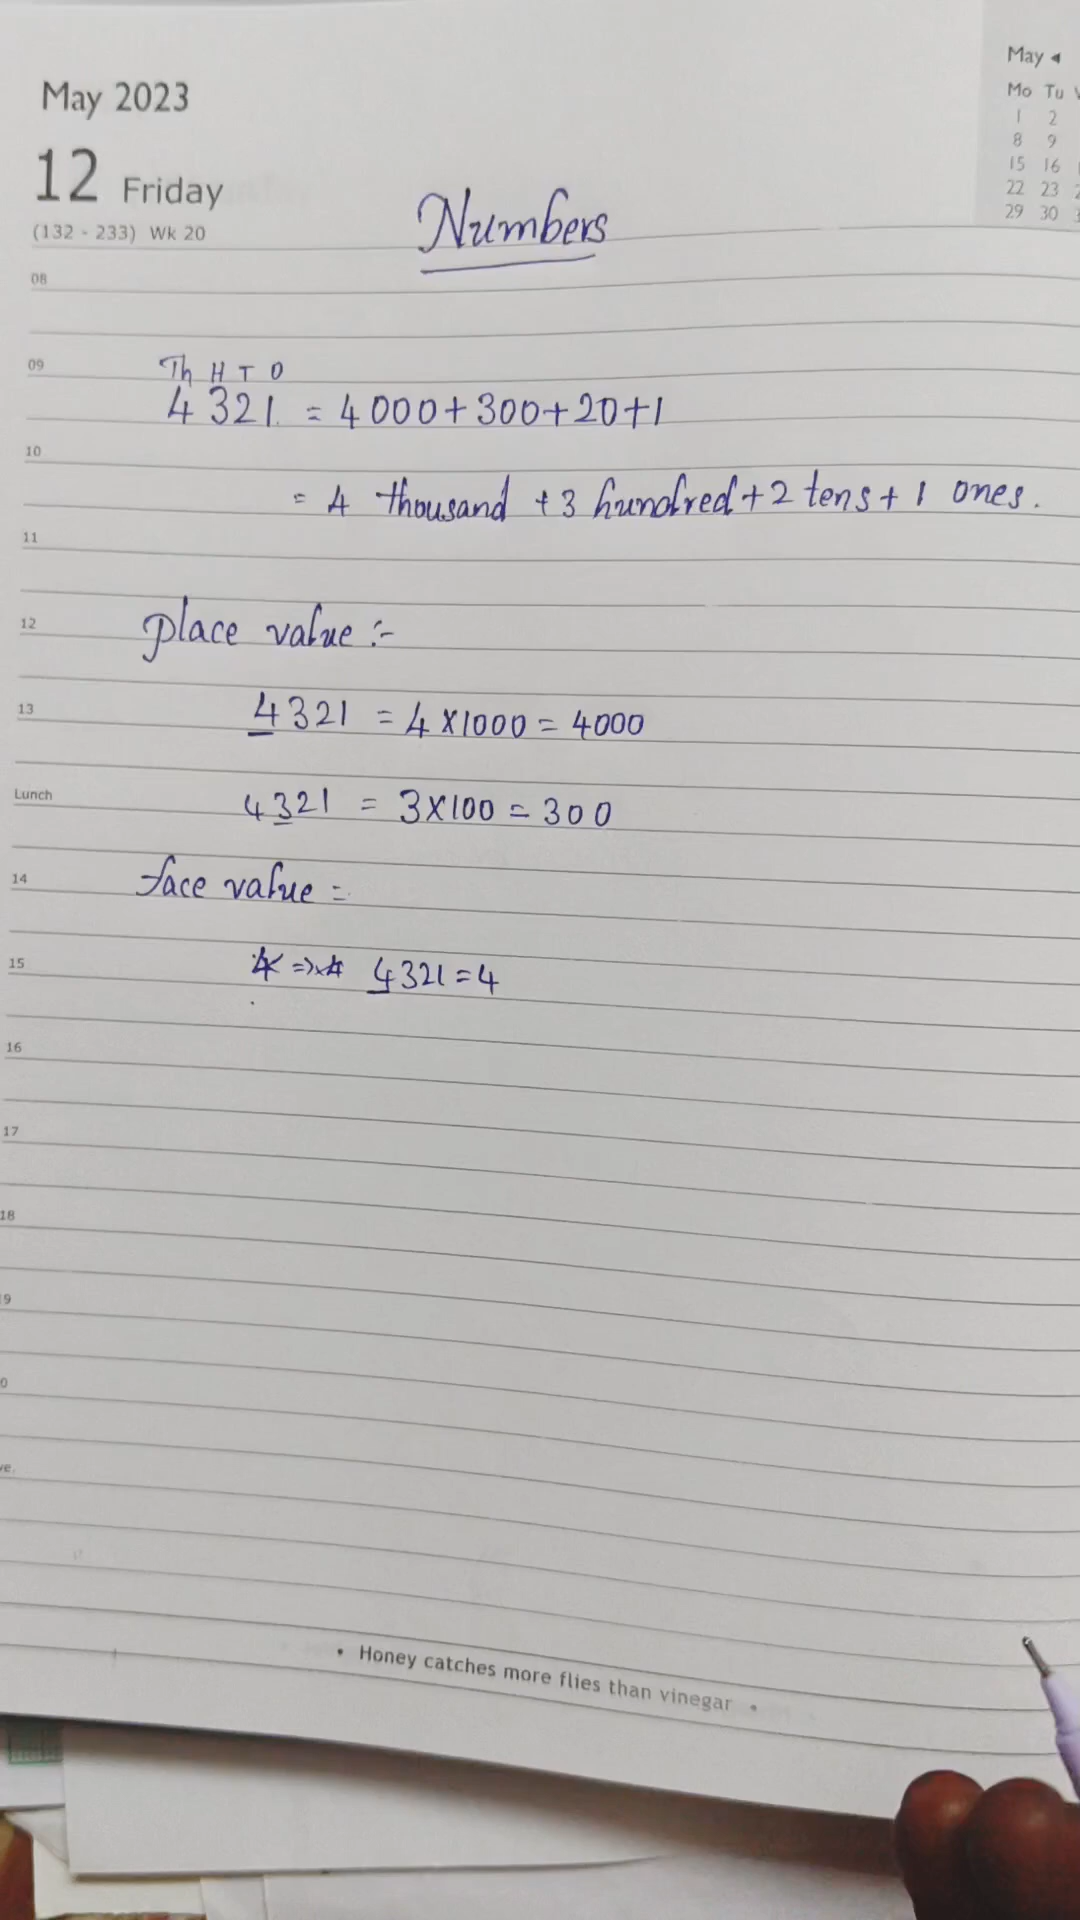 May 2023
12 Friday
(132 - 233) Wk 20
May ◂
Mo Tu
1 2
8 9
15 16
22 23
29 30
Numbers
08
09
Th H T O
4 321 = 4000+300+20+1
10
= 4 thousand + 3 hundred + 2 tens + 1 ones.
11
12
place value :-
13
4321 = 4 × 1000 = 4000
Lunch
4321 = 3×100 = 300
14
face value =
15
4321 = 4
16
17
18
• Honey catches more flies than vinegar •